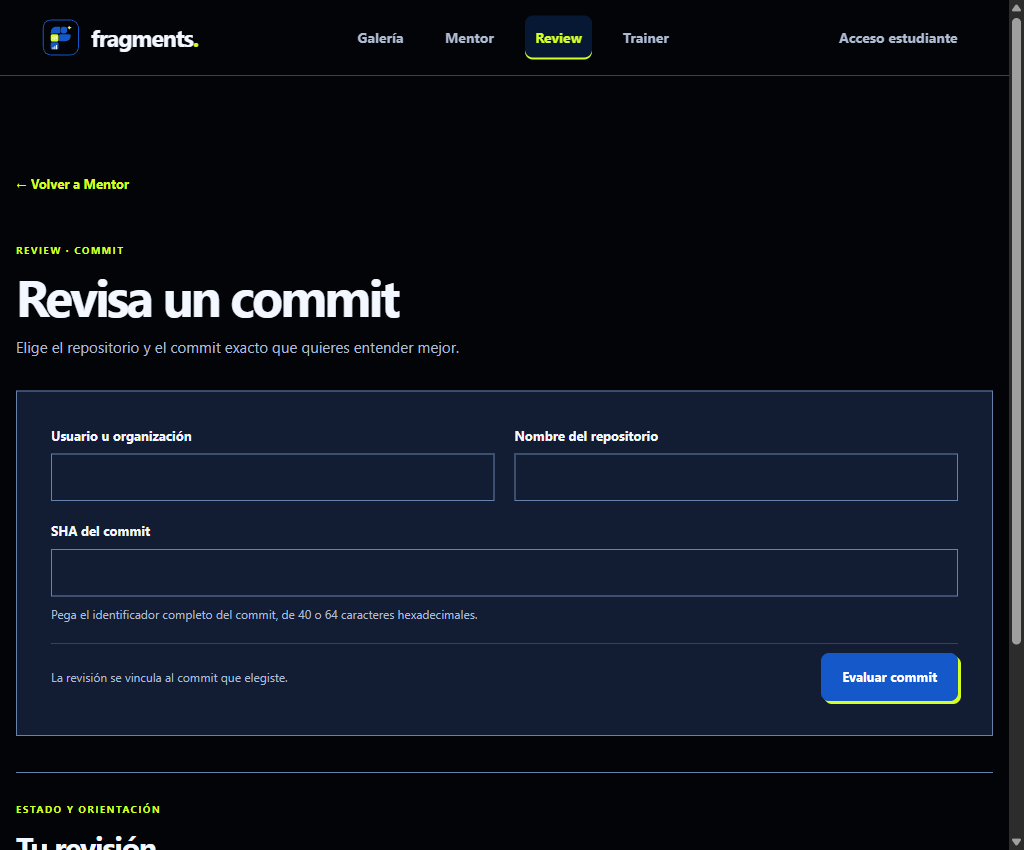 fragments.
Galería
Mentor
Review
Trainer
Acceso estudiante
← Volver a Mentor
REVIEW · COMMIT
Revisa un commit
Elige el repositorio y el commit exacto que quieres entender mejor.
Usuario u organización
Nombre del repositorio
SHA del commit
Pega el identificador completo del commit, de 40 o 64 caracteres hexadecimales.
La revisión se vincula al commit que elegiste.
Evaluar commit
ESTADO Y ORIENTACIÓN
Tu revisión